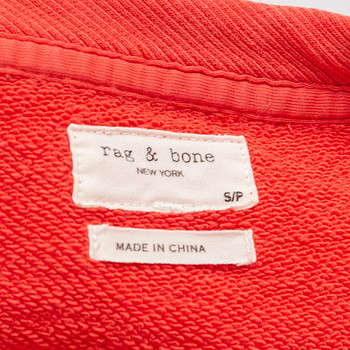 rag & bone
NEW YORK
S/P
MADE IN CHINA